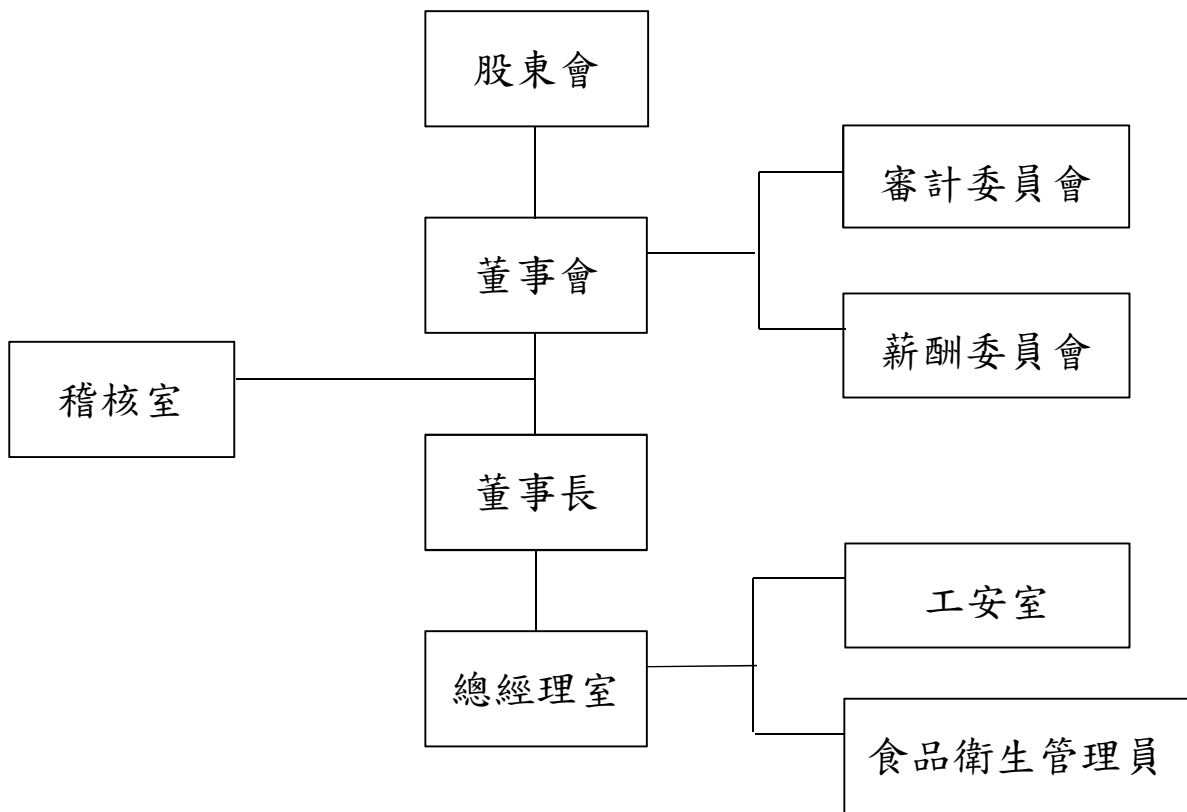 股東會
審計委員會
董事會
薪酬委員會
稽核室
董事長
工安室
總經理室
食品衛生管理員